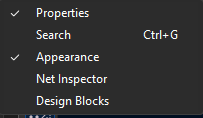 Properties
Search Ctrl+G
Appearance
Net Inspector
Design Blocks